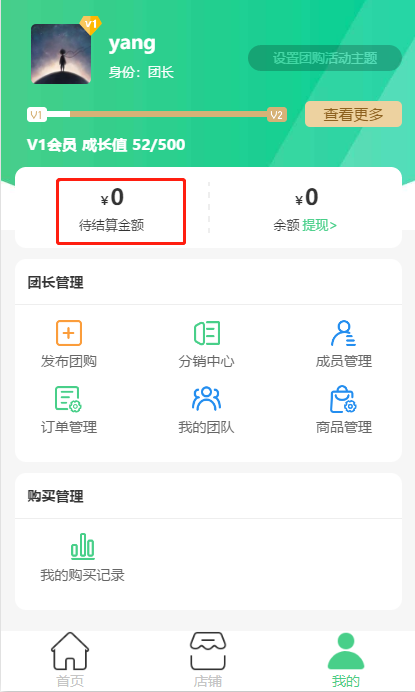 V1
yang
身份：团长
设置团购活动主题
V1
V2
查看更多
V1会员 成长值 52/500
¥0
¥0
待结算金额
余额 提现>
团长管理
发布团购
分销中心
成员管理
订单管理
我的团队
商品管理
购买管理
我的购买记录
首页
店铺
我的